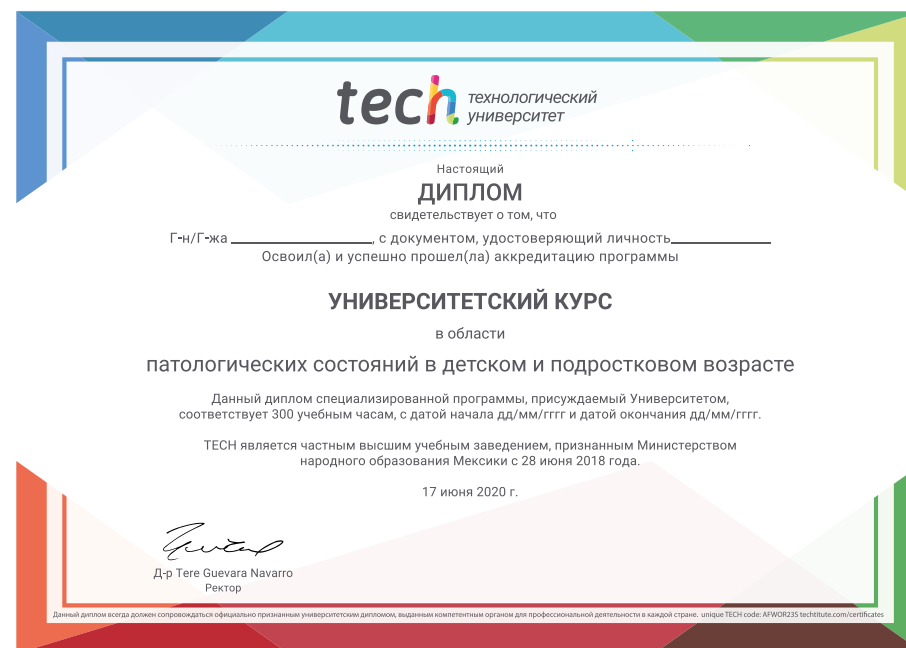 tech технологический
университет
Настоящий
ДИПЛОМ
свидетельствует о том, что
Г-н/Г-жа ____________, с документом, удостоверяющий личность____________
Освоил(а) и успешно прошел(ла) аккредитацию программы
УНИВЕРСИТЕТСКИЙ КУРС
в области
патологических состояний в детском и подростковом возрасте
Данный диплом специализированной программы, присуждаемый Университетом,
соответствует 300 учебным часам, с датой начала дд/мм/гггг и датой окончания дд/мм/гггг.
TECH является частным высшим учебным заведением, признанным Министерством
народного образования Мексики с 28 июня 2018 года.
17 июня 2020 г.
Д-р Tere Guevara Navarro
Ректор
Данный диплом всегда должен сопровождаться официально признанным университетским дипломом, выданным компетентным органом для профессиональной деятельности в каждой стране. unique TECH code: AFWOR23S techtitute.com/certificates